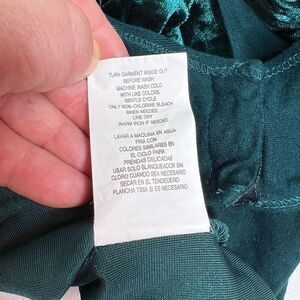 TURN GARMENT INSIDE OUT
BEFORE WASH
MACHINE WASH COLD
WITH LIKE COLORS
GENTLE CYCLE
ONLY NON-CHLORINE BLEACH
WHEN NEEDED
LINE DRY
WARM IRON IF NEEDED.
LAVAR A MAQUINA EN AGUA
FRIA CON
COLORES SIMILARES EN
EL CICLO PARA
PRENDAS DELICADAS
USAR SOLO BLANQUEADOR SIN
CLORO CUANDO SEA NECESARIO
SECAR EN EL TENDEDERO
PLANCHA TIBIA SI ES NECESARIO